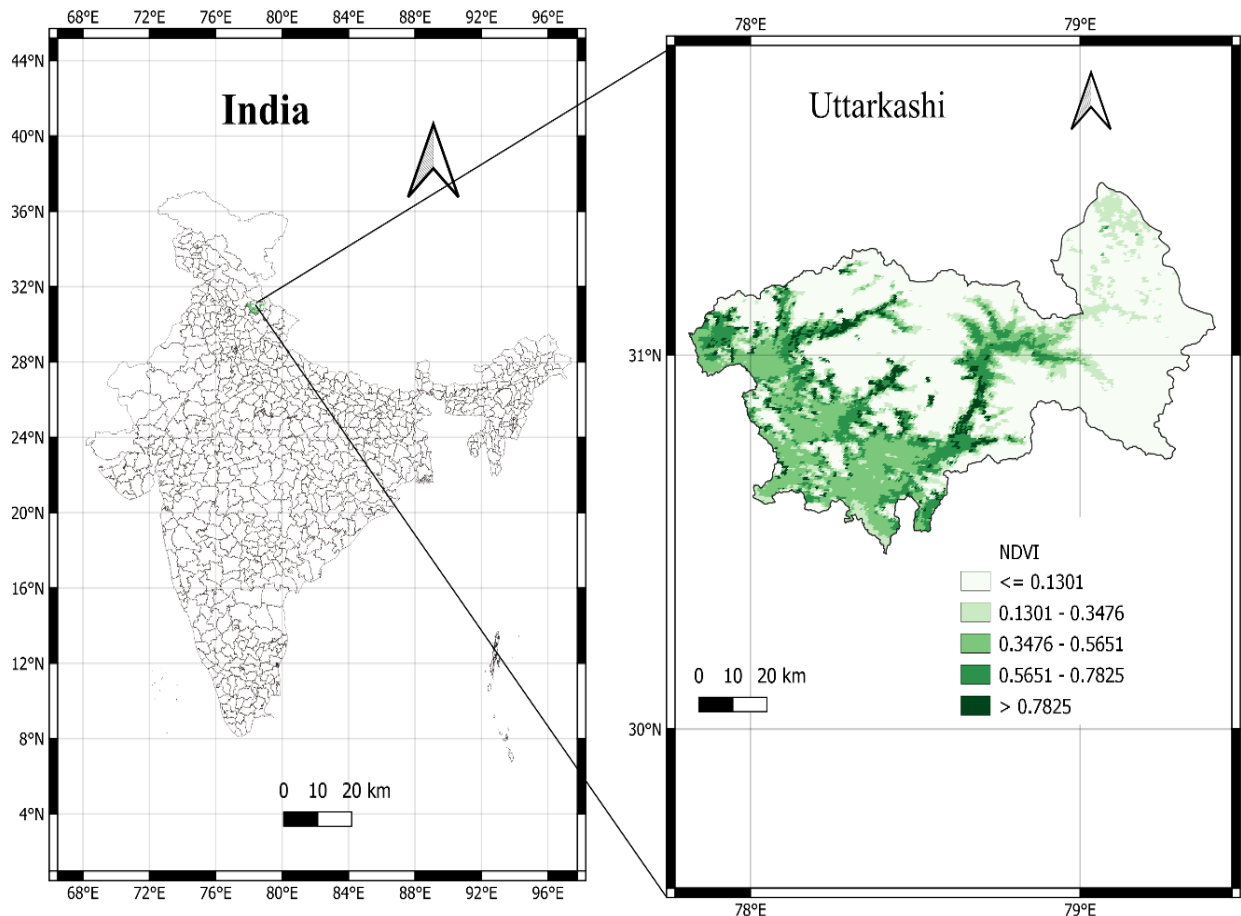 68°E 72°E 76°E 80°E 84°E 88°E 92°E 96°E
44°N
40°N
36°N
32°N
28°N
24°N
20°N
16°N
12°N
8°N
4°N
India
0 10 20 km
68°E 72°E 76°E 80°E 84°E 88°E 92°E 96°E
78°E 79°E
Uttarkashi
31°N
30°N
NDVI
<= 0.1301
0.1301 - 0.3476
0.3476 - 0.5651
0.5651 - 0.7825
> 0.7825
0 10 20 km
78°E 79°E